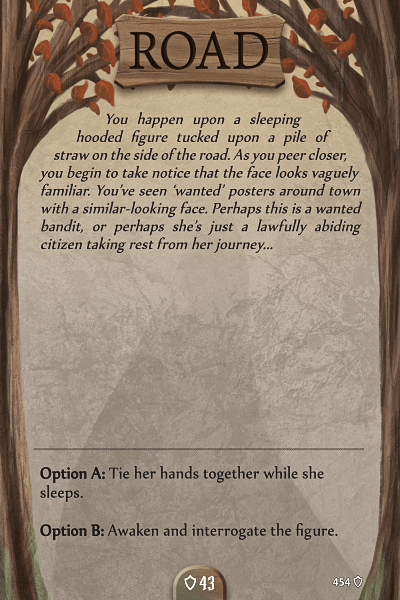 ROAD
You happen upon a sleeping
hooded figure tucked upon a pile of
straw on the side of the road. As you peer closer,
you begin to take notice that the face looks vaguely
familiar. You've seen 'wanted' posters around town
with a similar-looking face. Perhaps this is a wanted
bandit, or perhaps she's just a lawfully abiding
citizen taking rest from her journey...
Option A: Tie her hands together while she
sleeps.
Option B: Awaken and interrogate the figure.
43
454